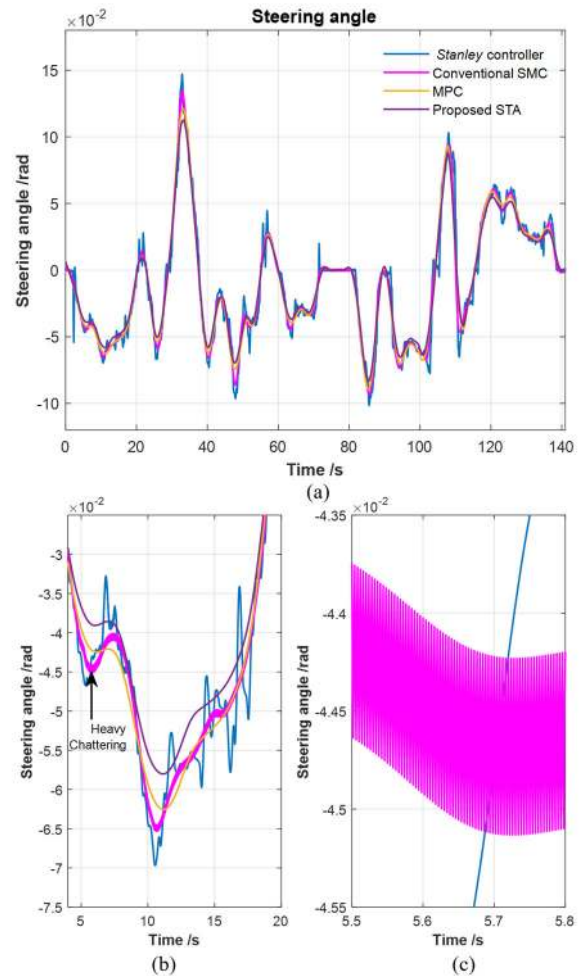 Steering angle
×10⁻²
Stanley controller
Conventional SMC
MPC
Proposed STA
Steering angle /rad
15
10
5
0
-5
-10
0 20 40 60 80 100 120 140
Time /s
(a)
×10⁻²
Steering angle /rad
-3
-3.5
-4
-4.5
-5
-5.5
-6
-6.5
-7
-7.5
Heavy
Chattering
5 10 15 20
Time /s
(b)
×10⁻²
Steering angle /rad
-4.35
-4.4
-4.45
-4.5
-4.55
5.5 5.6 5.7 5.8
Time /s
(c)